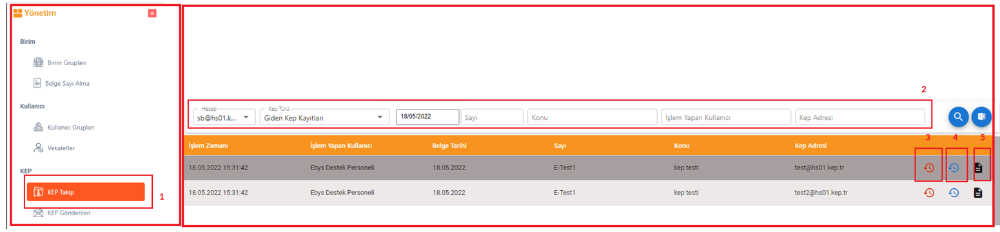 Yönetim
Birim
Birim Grupları
Belge Sayı Alma
Kullanıcı
Kullanıcı Grupları
Vekaletler
KEP
KEP Takip
1
KEP Gönderileri
2
Hesap
Kep Türü
sb@hs01.k...
Giden Kep Kayıtları
18/05/2022
Sayı
Konu
İşlem Yapan Kullanıcı
Kep Adresi
3 4 5
İşlem Zamanı İşlem Yapan Kullanıcı Belge Tarihi Sayı Konu Kep Adresi
18.05.2022 15:31:42 Ebys Destek Personeli 18.05.2022 E-Test1 kep testi test@hs01.kep.tr
18.05.2022 15:31:42 Ebys Destek Personeli 18.05.2022 E-Test1 kep testi test2@hs01.kep.tr